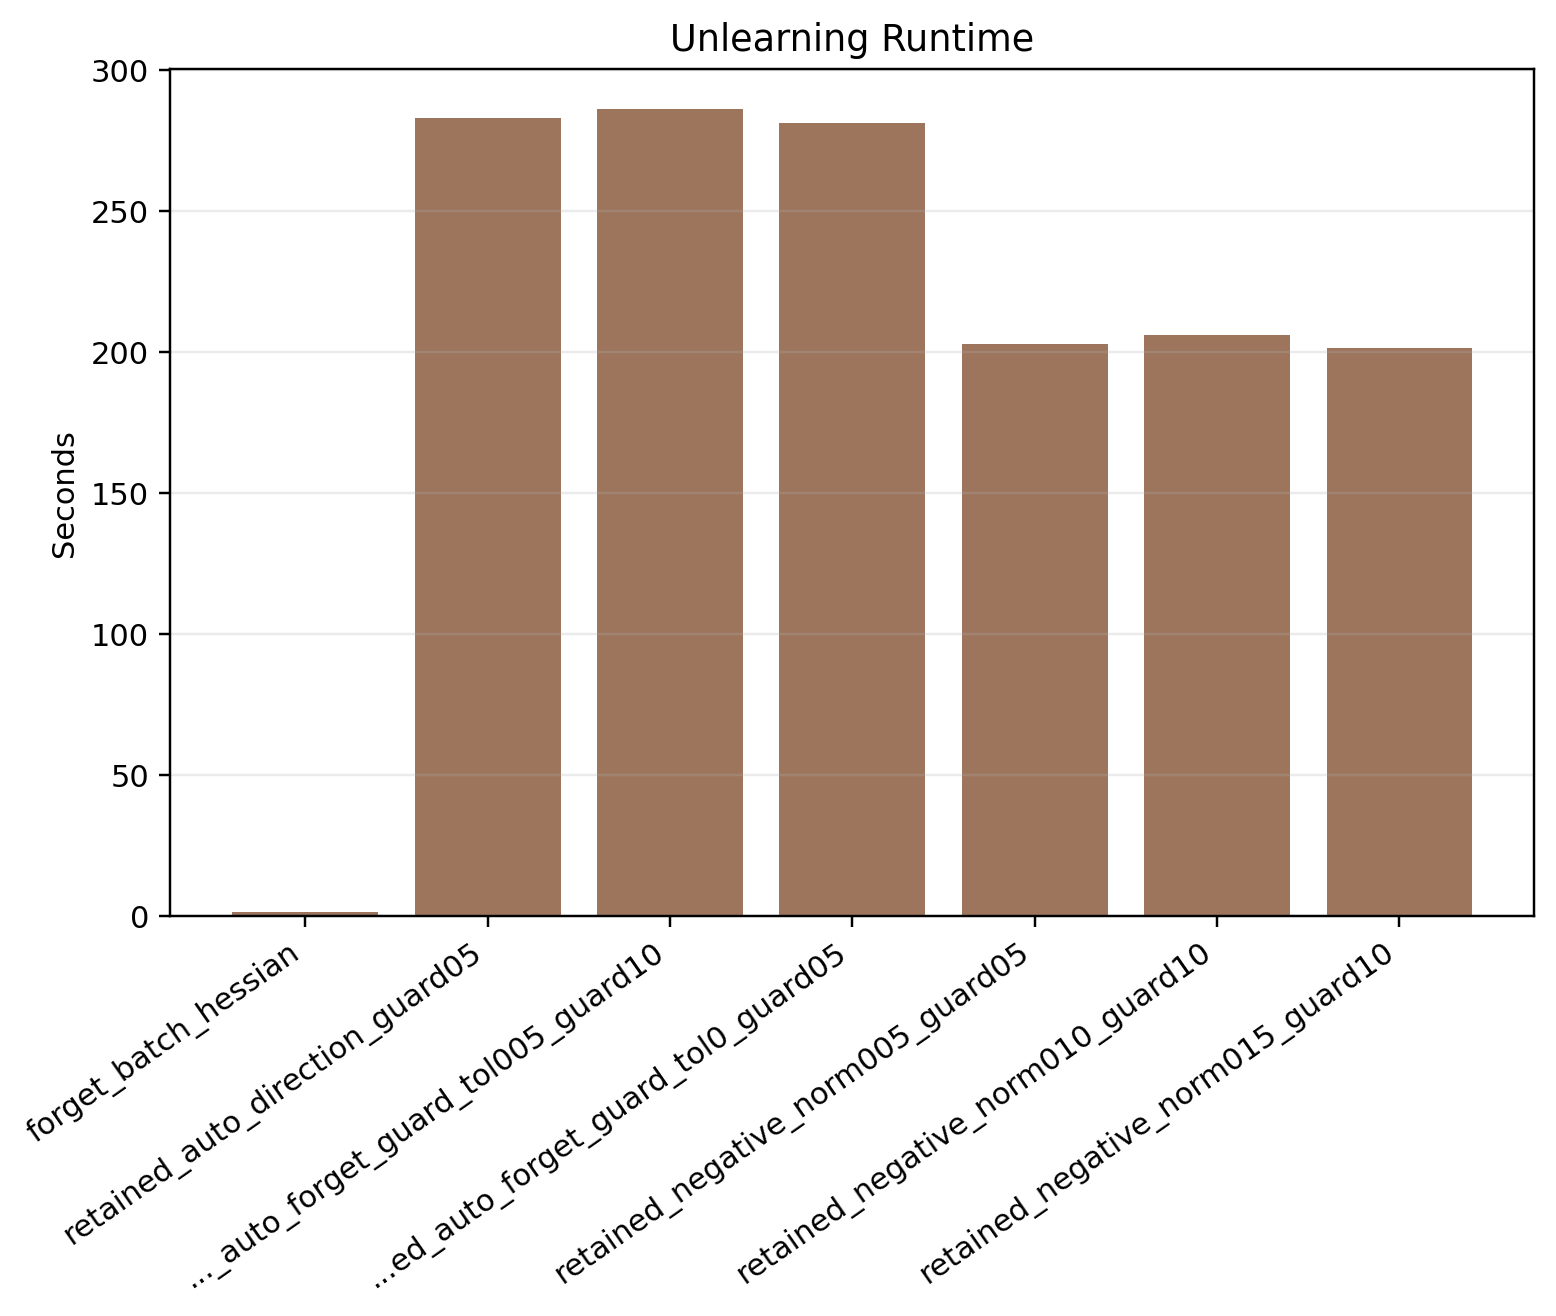 Unlearning Runtime
300
250
200
150
100
50
0
Seconds
forget_batch_hessian
retained_auto_direction_guard05
..._auto_forget_guard_tol005_guard10
...ed_auto_forget_guard_tol0_guard05
retained_negative_norm005_guard05
retained_negative_norm010_guard10
retained_negative_norm015_guard10